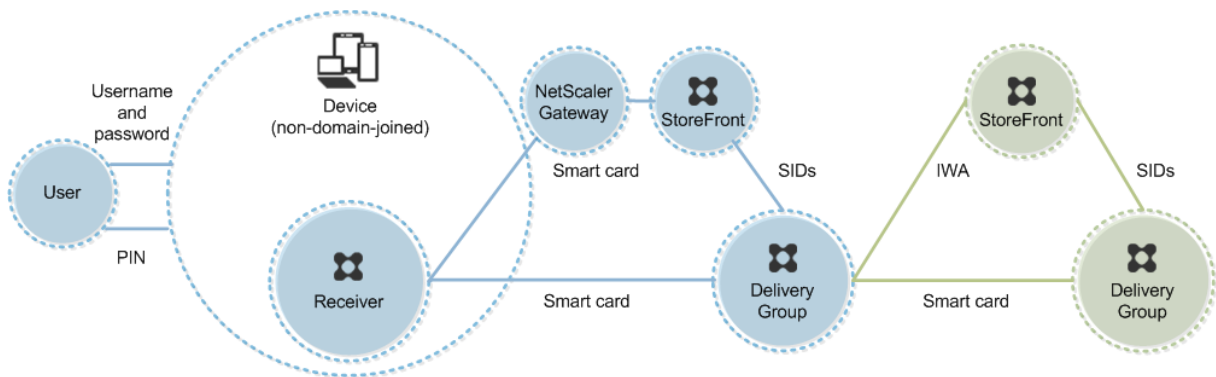 Username
and
password
User
PIN
Device
(non-domain-joined)
Receiver
NetScaler
Gateway
StoreFront
Smart card
SIDs
Smart card
Delivery
Group
StoreFront
IWA
SIDs
Smart card
Delivery
Group